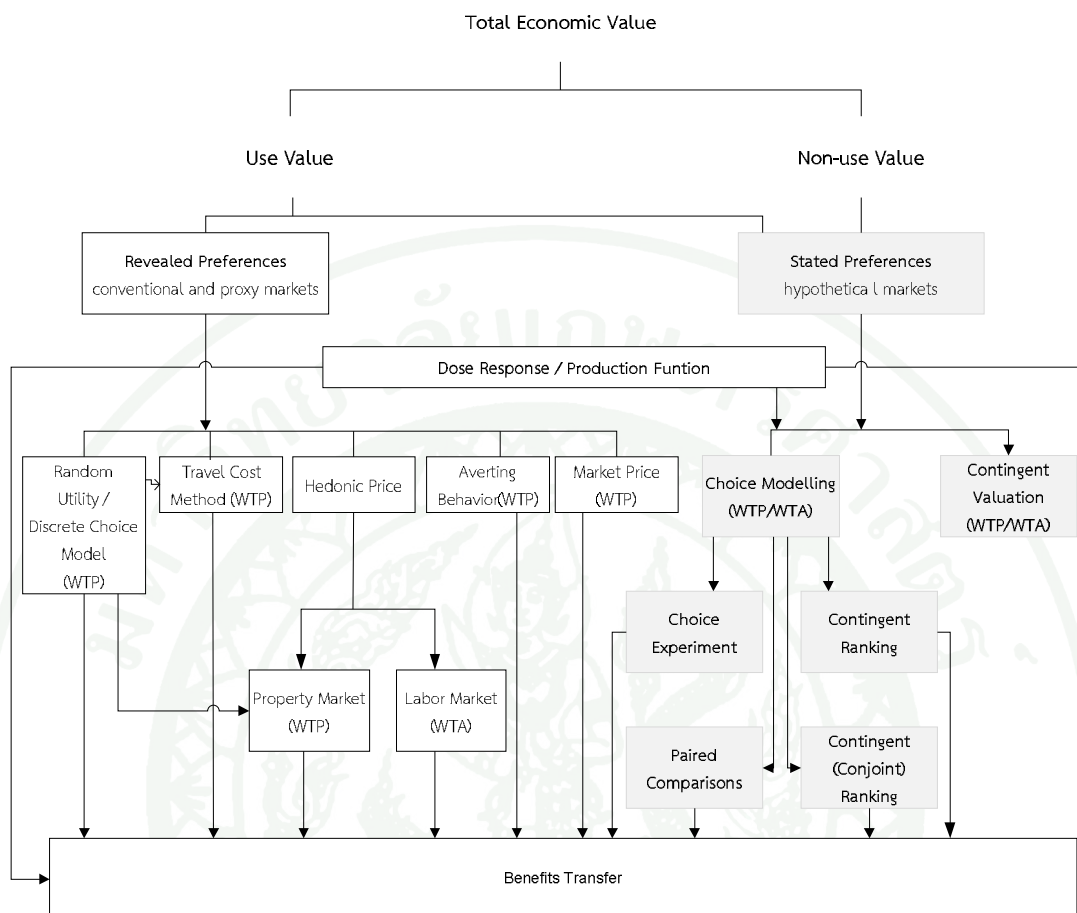 Total Economic Value
Use Value
Non-use Value
Revealed Preferences
conventional and proxy markets
Stated Preferences
hypothetica l markets
Dose Response / Production Funtion
Random
Utility /
Discrete Choice
Model
(WTP)
Travel Cost
Method (WTP)
Hedonic Price
Averting
Behavior(WTP)
Market Price
(WTP)
Choice Modelling
(WTP/WTA)
Contingent
Valuation
(WTP/WTA)
Choice
Experiment
Contingent
Ranking
Property Market
(WTP)
Labor Market
(WTA)
Paired
Comparisons
Contingent
(Conjoint)
Ranking
Benefits Transfer